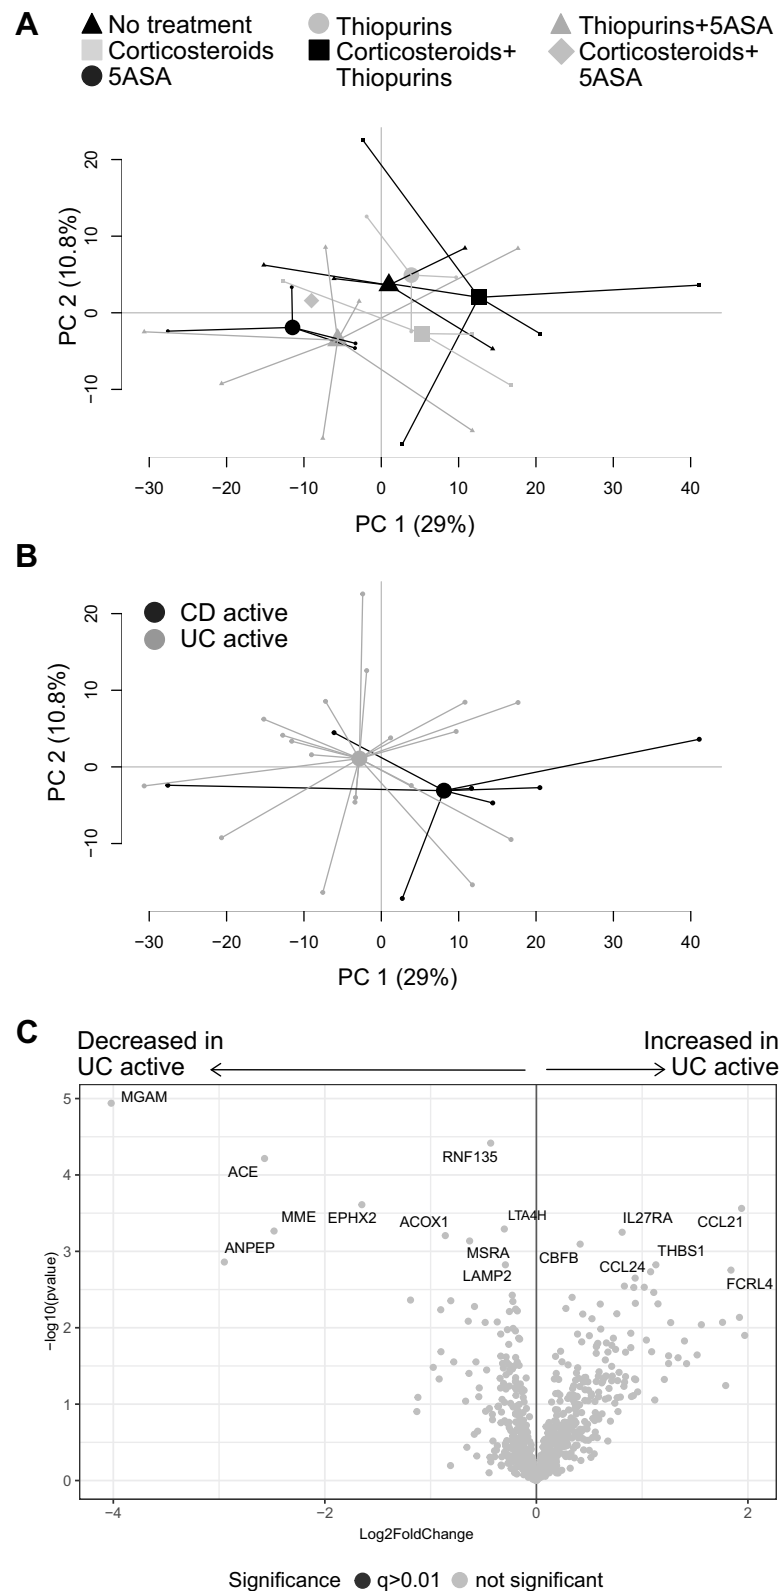 A
No treatment
Corticosteroids
5ASA
Thiopurins
Corticosteroids+
Thiopurins
Thiopurins+5ASA
Corticosteroids+
5ASA
20
10
0
−10
PC 2 (10.8%)
−30 −20 −10 0 10 20 30 40
PC 1 (29%)
B
CD active
UC active
20
10
0
−10
PC 2 (10.8%)
−30 −20 −10 0 10 20 30 40
PC 1 (29%)
C
Decreased in
UC active
Increased in
UC active
5
4
3
2
1
0
−log10(pvalue)
MGAM
RNF135
ACE
MME
EPHX2
ACOX1
LTA4H
IL27RA
CCL21
ANPEP
MSRA
CBFB
THBS1
LAMP2
CCL24
FCRL4
−4 −2 0 2
Log2FoldChange
Significance q>0.01 not significant